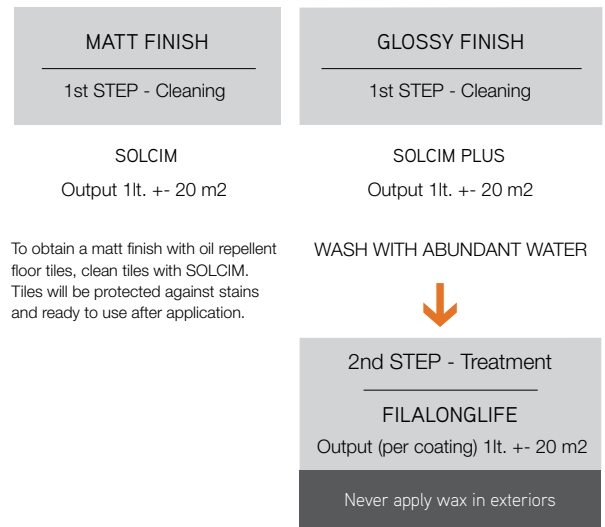 MATT FINISH
1st STEP - Cleaning
SOLCIM
Output 1lt. +- 20 m2
To obtain a matt finish with oil repellent
floor tiles, clean tiles with SOLCIM.
Tiles will be protected against stains
and ready to use after application.
GLOSSY FINISH
1st STEP - Cleaning
SOLCIM PLUS
Output 1lt. +- 20 m2
WASH WITH ABUNDANT WATER
2nd STEP - Treatment
FILALONGLIFE
Output (per coating) 1lt. +- 20 m2
Never apply wax in exteriors